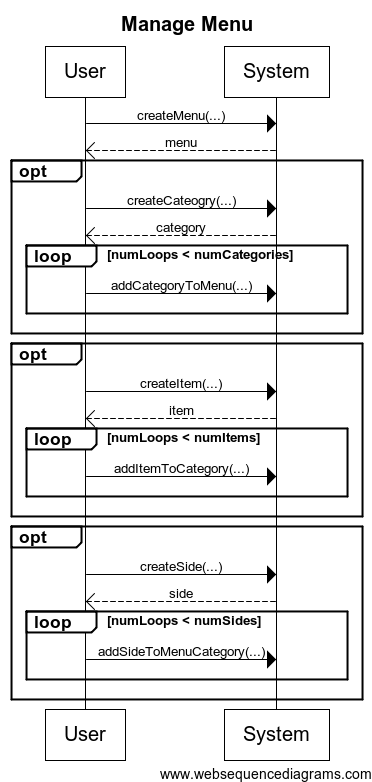 Manage Menu
User System
createMenu(...)
menu
opt
createCateogry(...)
category
loop [numLoops < numCategories]
addCategoryToMenu(...)
opt
createItem(...)
item
loop [numLoops < numItems]
addItemToCategory(...)
opt
createSide(...)
side
loop [numLoops < numSides]
addSideToMenuCategory(...)
User System
www.websequencediagrams.com